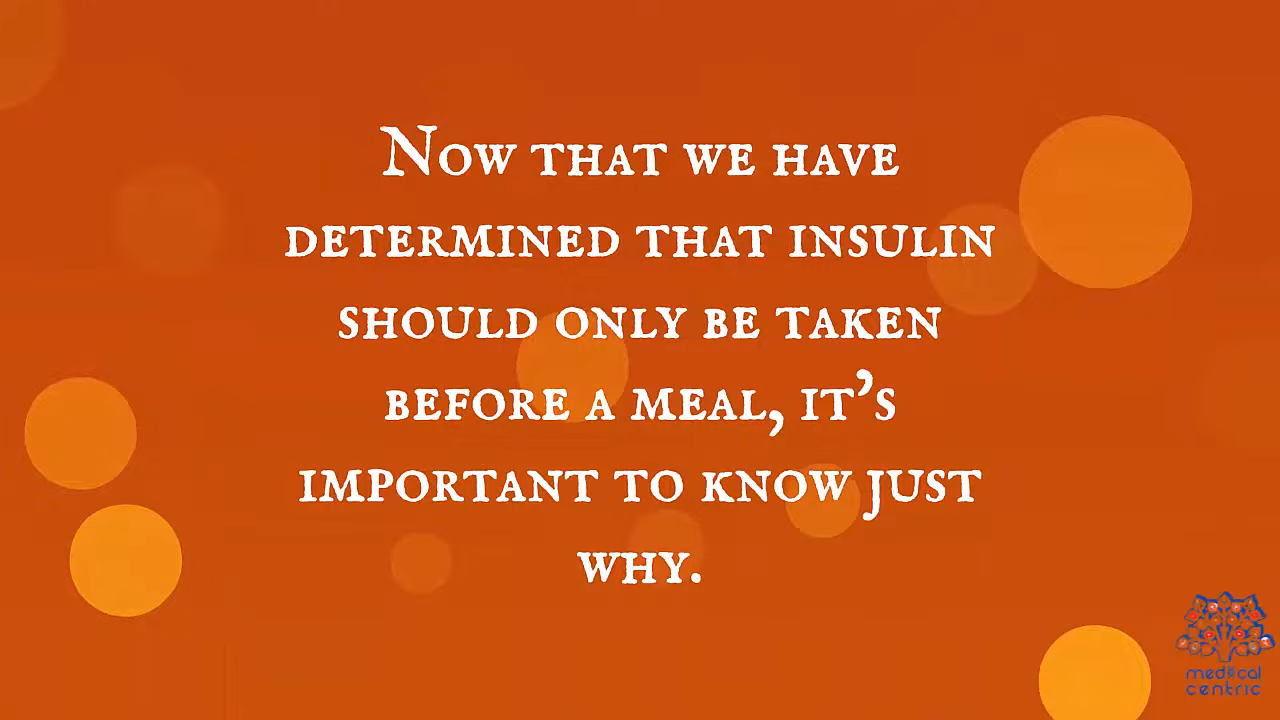 Now that we have
determined that insulin
should only be taken
before a meal, it's
important to know just
why.
medical
centric